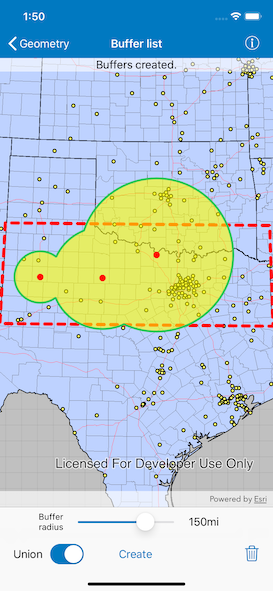 1:50
Geometry
Buffer list
Buffers created.
Licensed For Developer Use Only
Powered by Esri
Buffer
radius
150mi
Union
Create